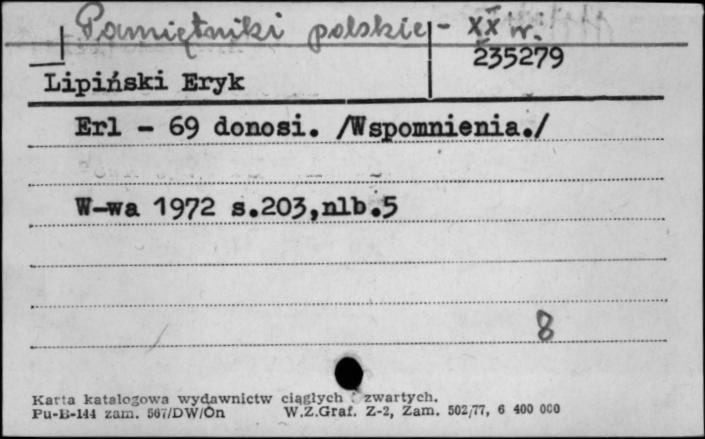 Pamiętniki polskie - XX w.
235279
Lipiński Eryk
Erl - 69 donosi. /Wspomnienia./
W-wa 1972 s.203,nlb.5
8
Karta katalogowa wydawnictw ciągłych zwartych.
Pu-B-144 zam. 567/DW/On W.Z.Graf. Z-2, Zam. 502/77, 6 400 000